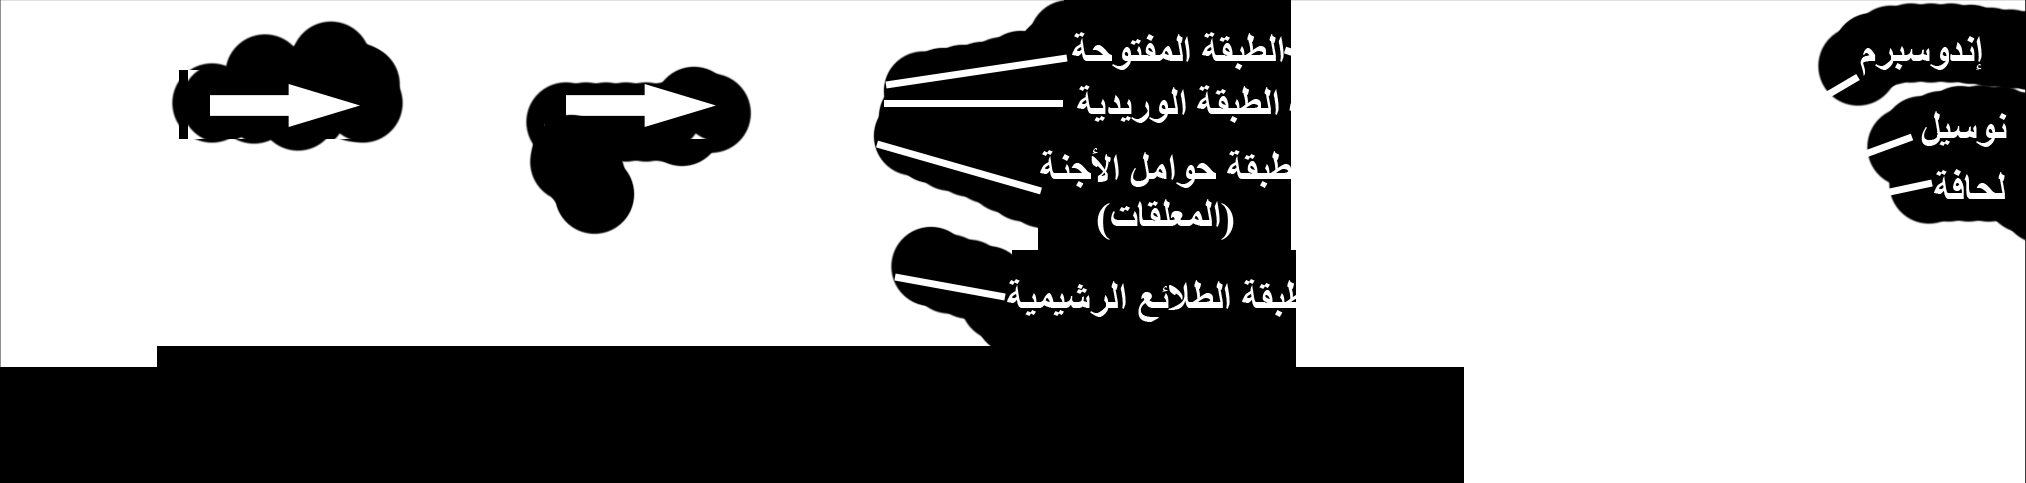 الطبقة المفتوحة
الطبقة الوريدية
طبقة حوامل الأجنة
(المعلقات)
طبقة الطلائع الرشيمية
إندوسبرم
نوسيل
لحافة